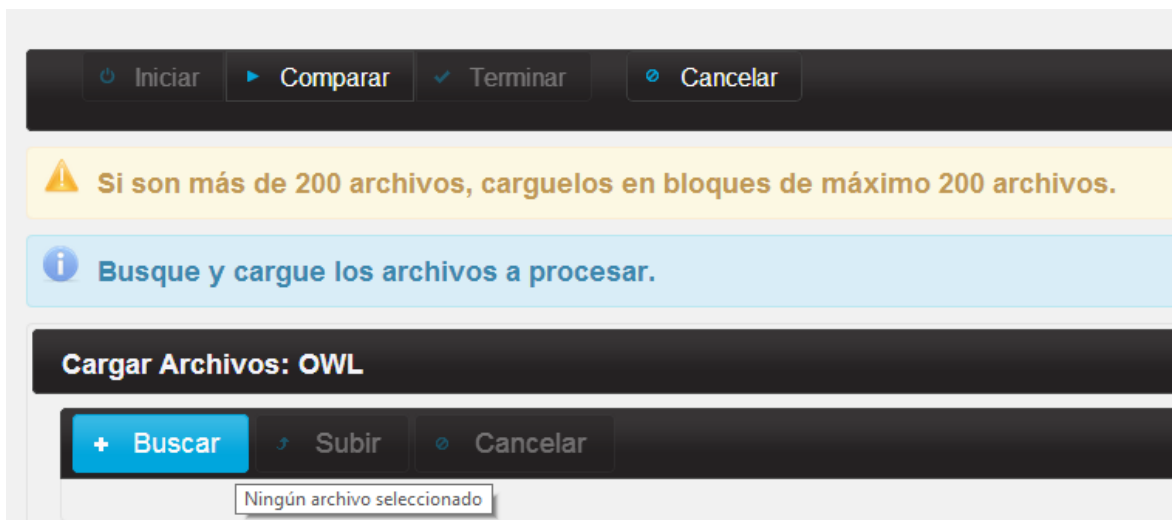 Iniciar Comparar Terminar Cancelar
Si son más de 200 archivos, carguelos en bloques de máximo 200 archivos.
Busque y cargue los archivos a procesar.
Cargar Archivos: OWL
Buscar Subir Cancelar
Ningún archivo seleccionado